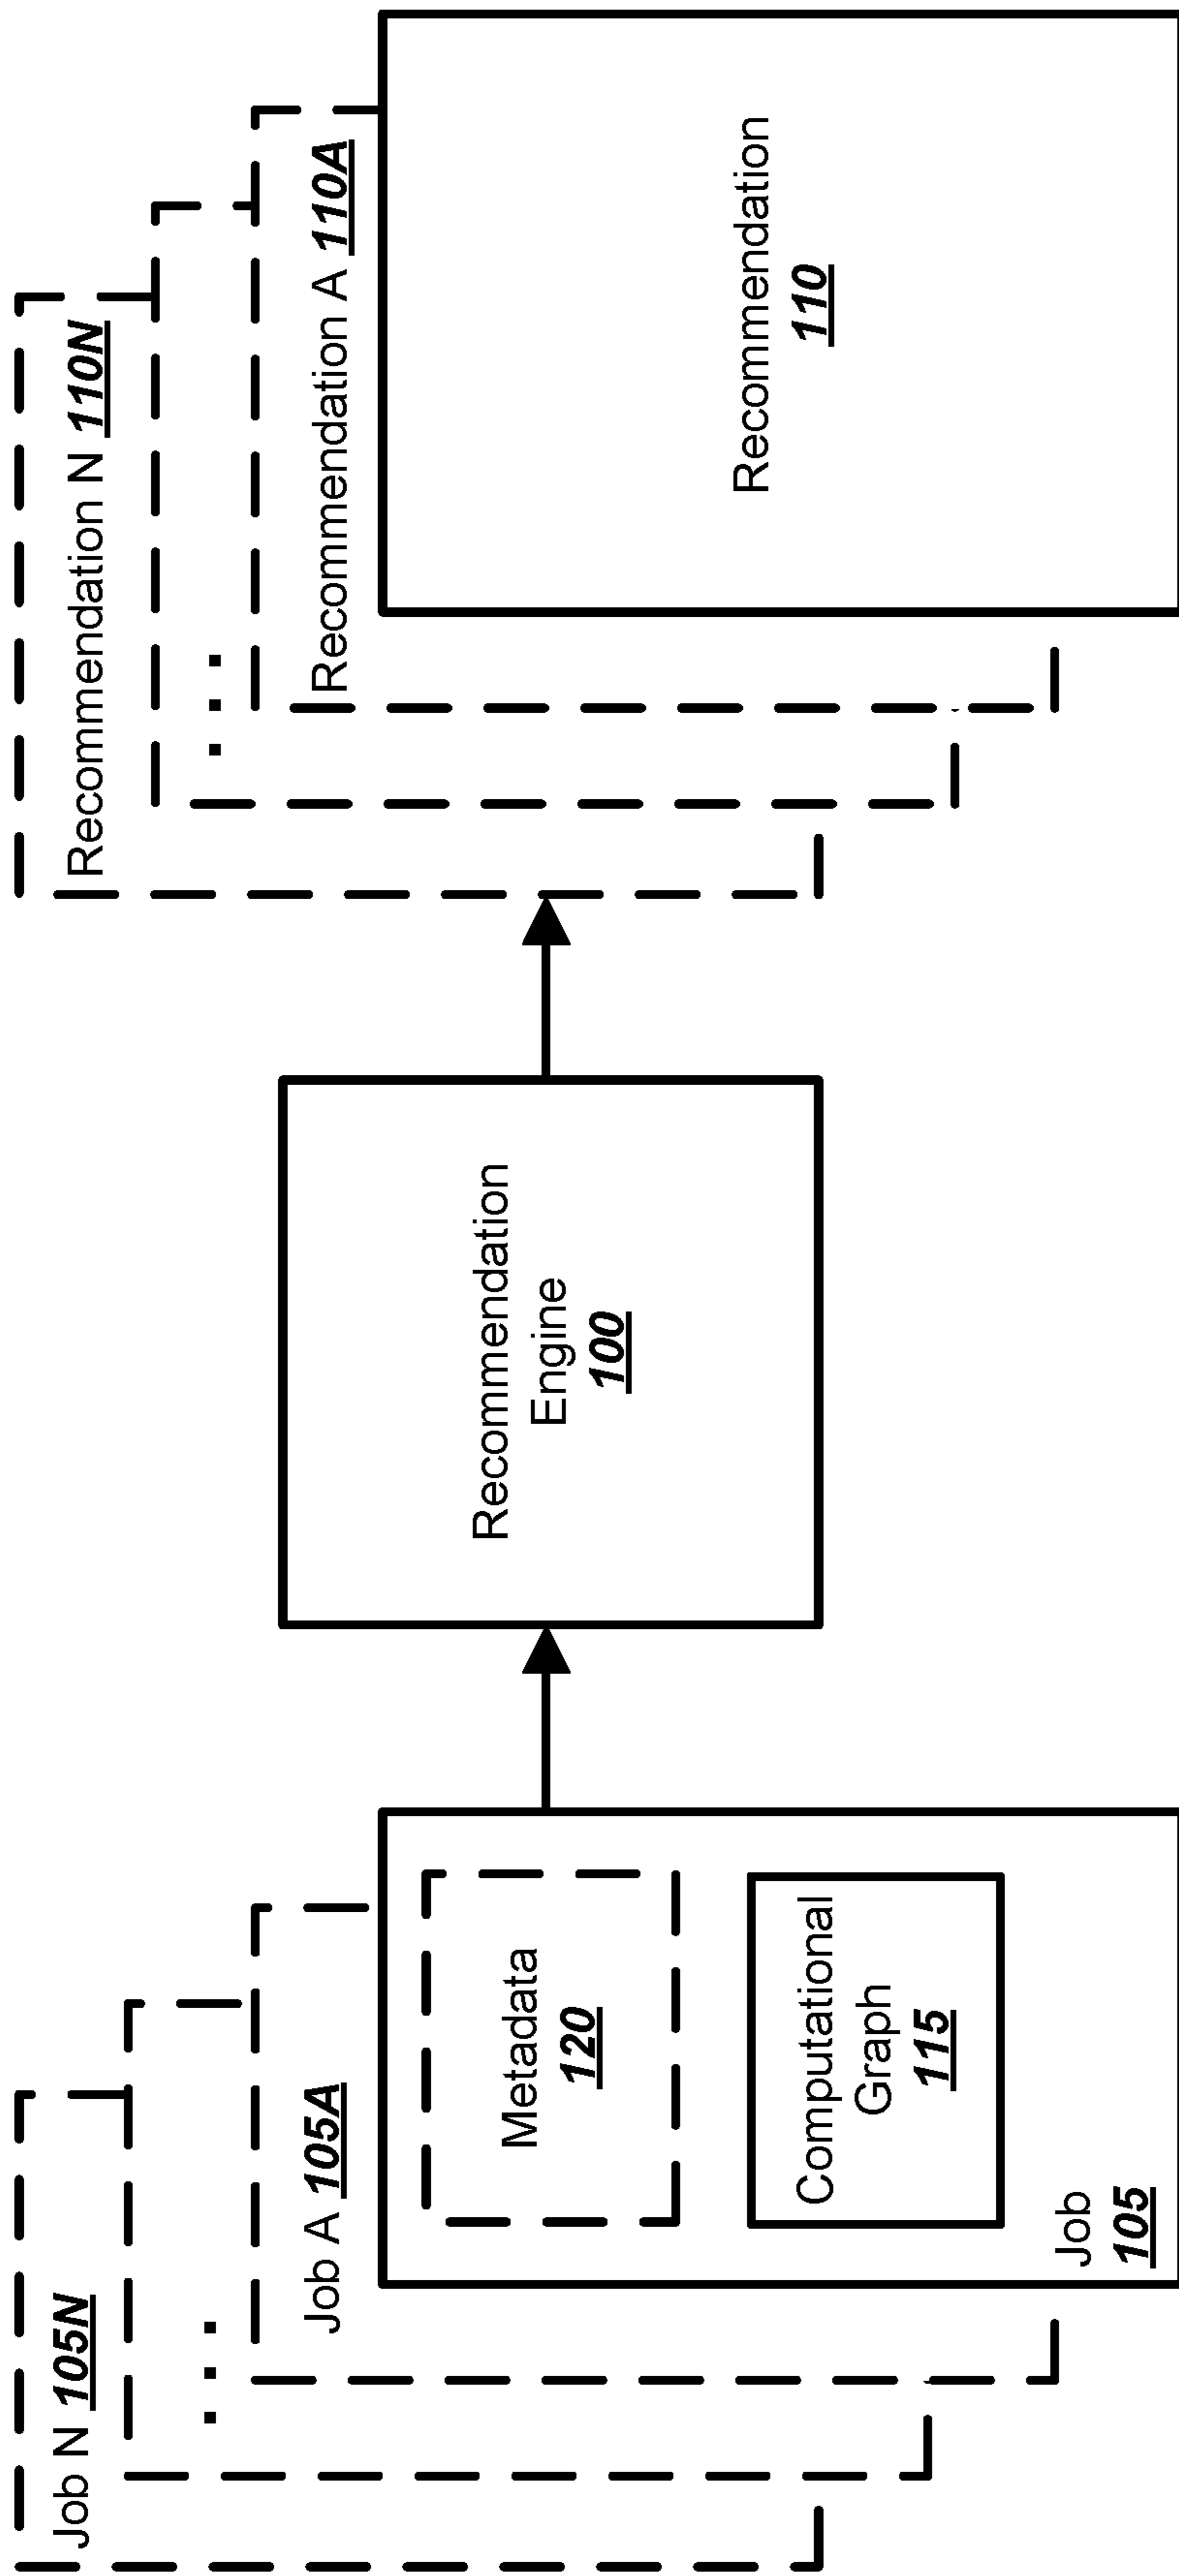 Job N 105N
...
Job A 105A
Metadata
120
Computational
Graph
115
Job
105
Recommendation
Engine
100
Recommendation N 110N
...
Recommendation A 110A
Recommendation
110